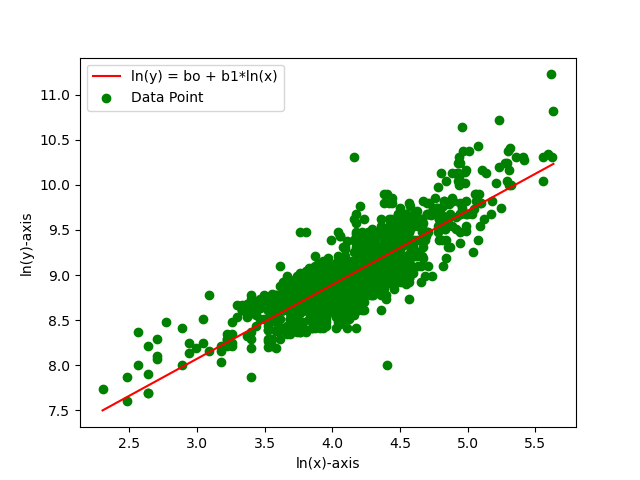 ln(y) = bo + b1*ln(x)
Data Point
11.0
10.5
10.0
9.5
9.0
8.5
8.0
7.5
ln(y)-axis
2.5 3.0 3.5 4.0 4.5 5.0 5.5
ln(x)-axis